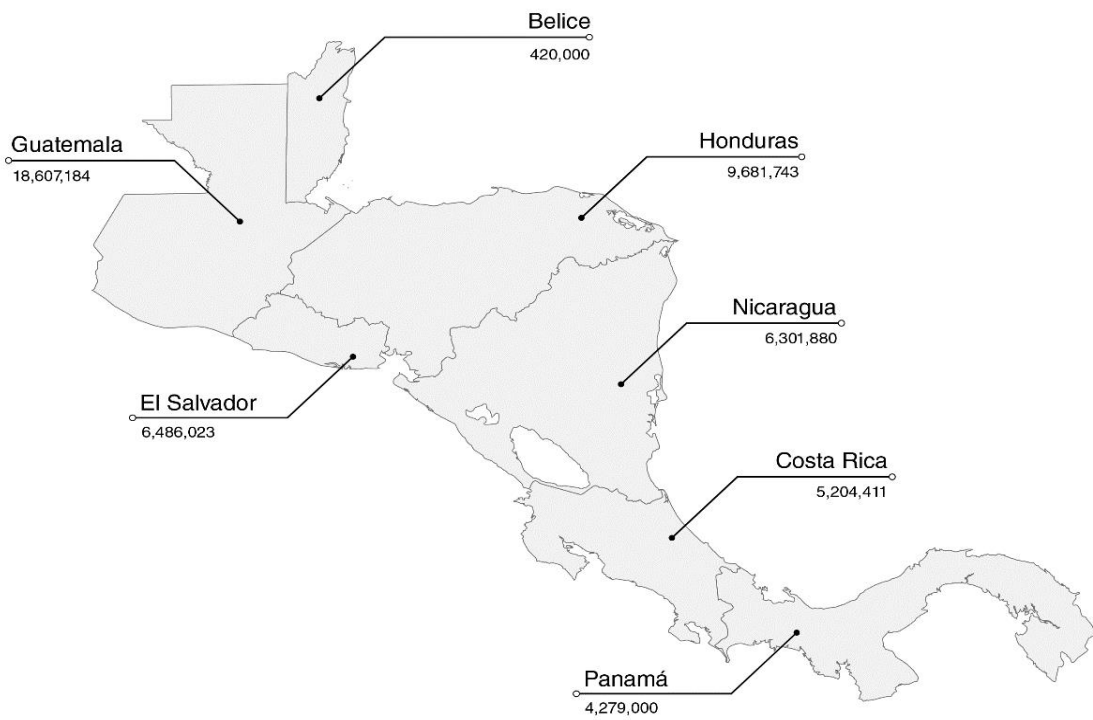 Belice
420,000
Guatemala
18,607,184
Honduras
9,681,743
Nicaragua
6,301,880
El Salvador
6,486,023
Costa Rica
5,204,411
Panamá
4,279,000